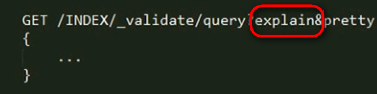 GET /INDEX/_validate/query?explain&pretty
{
...
}